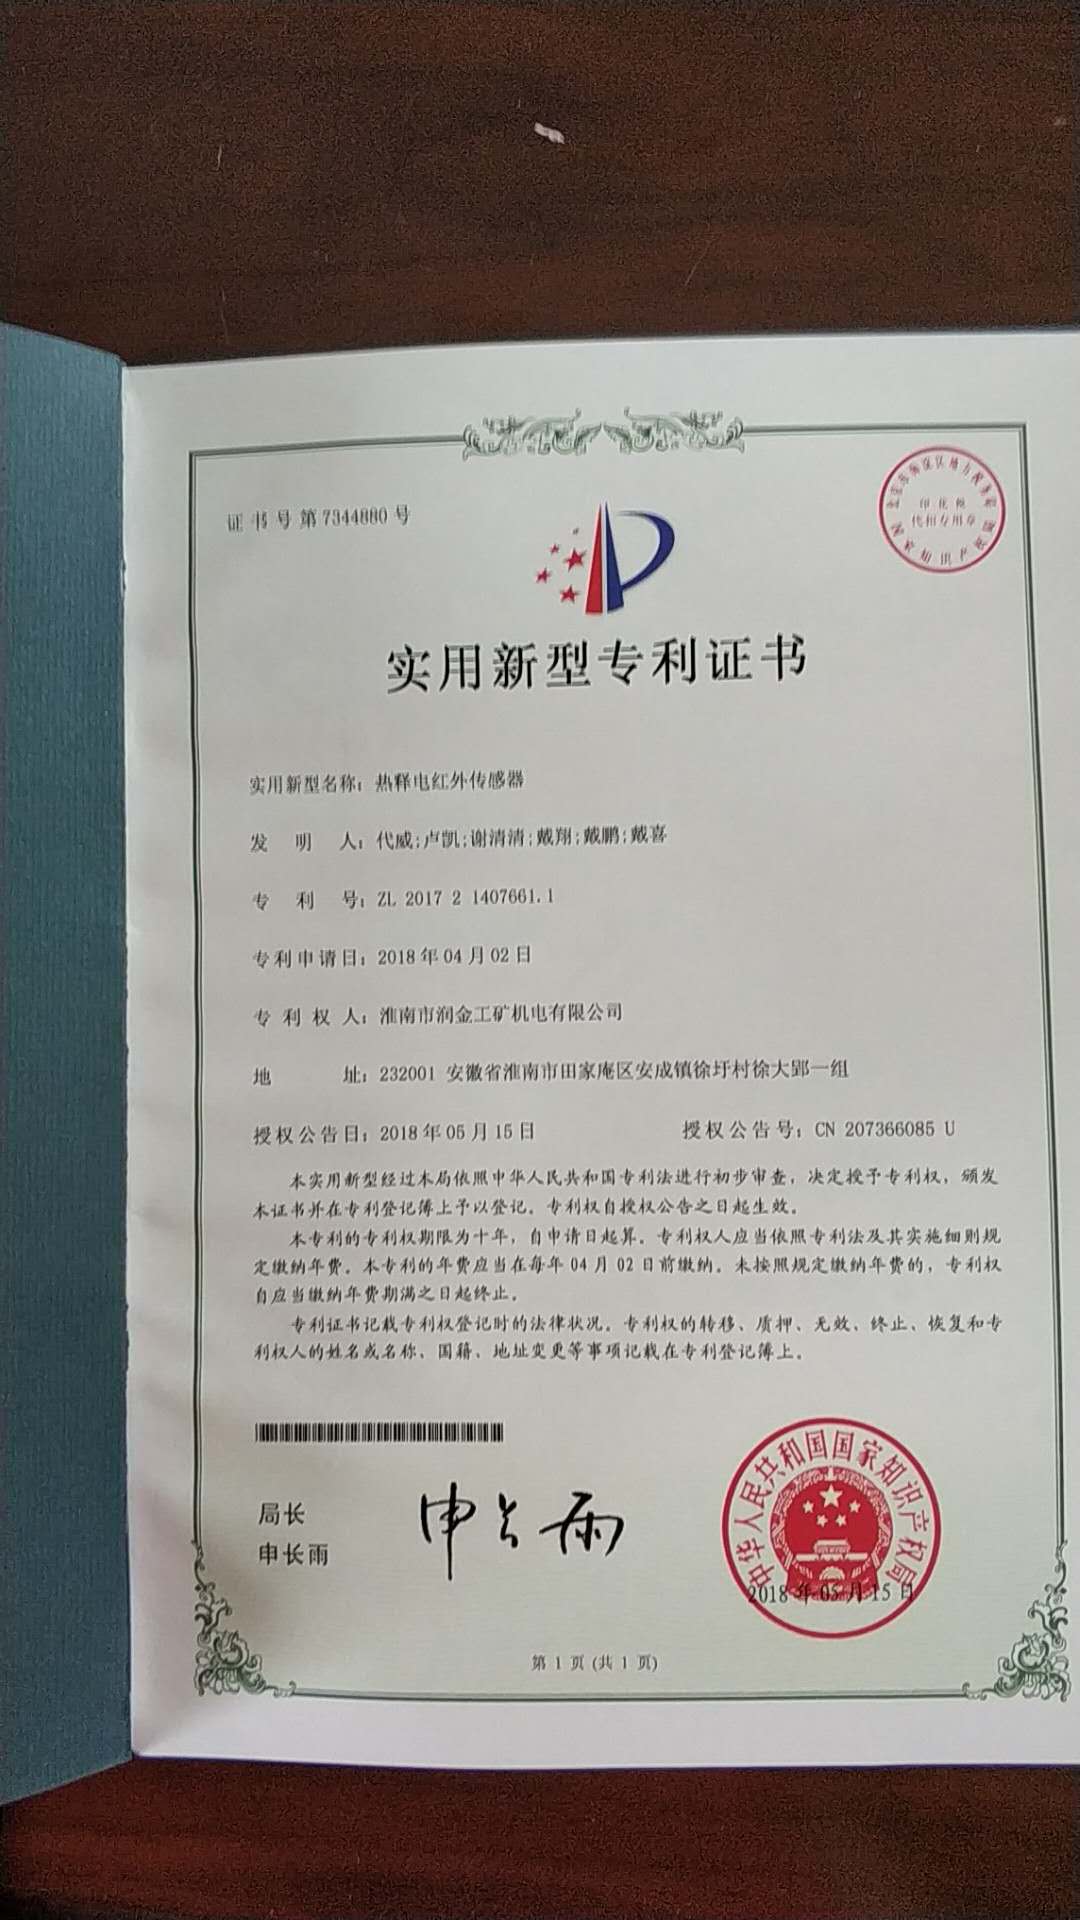 证书号第7344880号
印花税
代扣专用章
国家知识产权局
实用新型专利证书
实用新型名称：热释电红外传感器
发明人：代威;卢凯;谢清清;戴翔;戴鹏;戴喜
专利号：ZL 2017 2 1407661.1
专利申请日：2018年04月02日
专利权人：淮南市润金工矿机电有限公司
地址：232001 安徽省淮南市田家庵区安成镇徐圩村徐大郢一组
授权公告日：2018年05月15日 授权公告号：CN 207366085 U
本实用新型经过本局依照中华人民共和国专利法进行初步审查，决定授予专利权，颁发
本证书并在专利登记簿上予以登记。专利权自授权公告之日起生效。
本专利的专利权期限为十年，自申请日起算。专利权人应当依照专利法及其实施细则规
定缴纳年费。本专利的年费应当在每年04月02日前缴纳。未按照规定缴纳年费的，专利权
自应当缴纳年费期满之日起终止。
专利证书记载专利权登记时的法律状况。专利权的转移、质押、无效、终止、恢复和专
利权人的姓名或名称、国籍、地址变更等事项记载在专利登记簿上。
局长
申长雨
申长雨
中华人民共和国国家知识产权局
2018年05月15日
第1页(共1页)